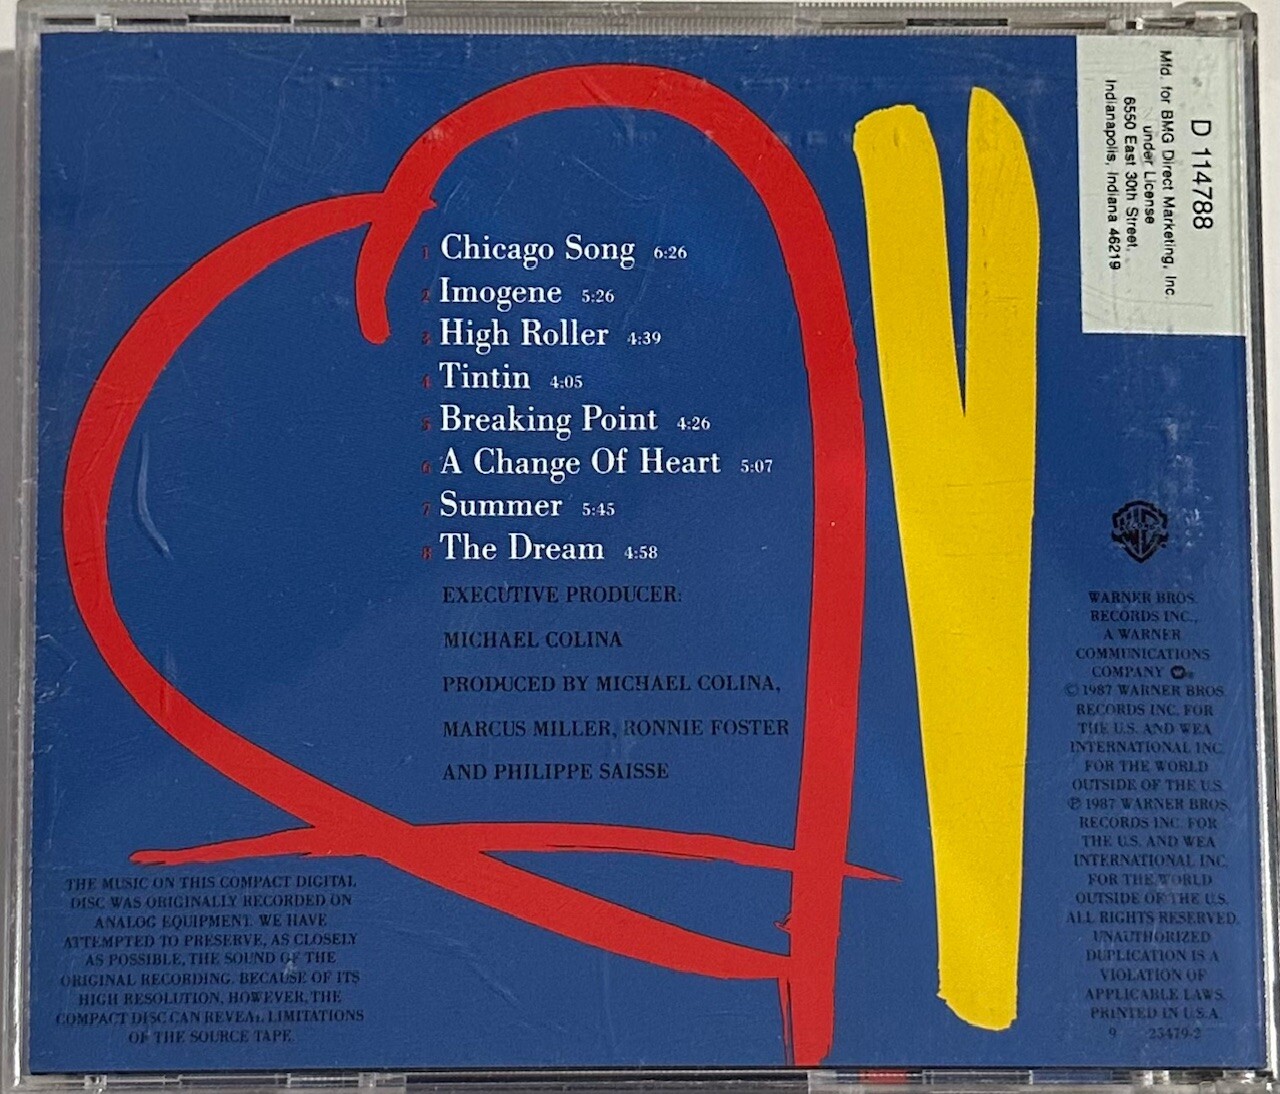 1 Chicago Song 6:26
2 Imogene 5:26
3 High Roller 4:39
4 Tintin 4:05
5 Breaking Point 4:26
6 A Change Of Heart 5:07
7 Summer 5:45
8 The Dream 4:58
EXECUTIVE PRODUCER:
MICHAEL COLINA
PRODUCED BY MICHAEL COLINA,
MARCUS MILLER, RONNIE FOSTER
AND PHILIPPE SAISSE
THE MUSIC ON THIS COMPACT DIGITAL
DISC WAS ORIGINALLY RECORDED ON
ANALOG EQUIPMENT. WE HAVE
ATTEMPTED TO PRESERVE, AS CLOSELY
AS POSSIBLE, THE SOUND OF THE
ORIGINAL RECORDING. BECAUSE OF ITS
HIGH RESOLUTION, HOWEVER, THE
COMPACT DISC CAN REVEAL LIMITATIONS
OF THE SOURCE TAPE.
D 114788
Mfd. for BMG Direct Marketing, Inc.
under License
6550 East 30th Street,
Indianapolis, Indiana 46219
WARNER BROS.
RECORDS INC.,
A WARNER
COMMUNICATIONS
COMPANY
© 1987 WARNER BROS.
RECORDS INC. FOR
THE U.S. AND WEA
INTERNATIONAL INC.
FOR THE WORLD
OUTSIDE OF THE U.S.
℗ 1987 WARNER BROS.
RECORDS INC. FOR
THE U.S. AND WEA
INTERNATIONAL INC.
FOR THE WORLD
OUTSIDE OF THE U.S.
ALL RIGHTS RESERVED.
UNAUTHORIZED
DUPLICATION IS A
VIOLATION OF
APPLICABLE LAWS.
PRINTED IN U.S.A.
9 25479-2